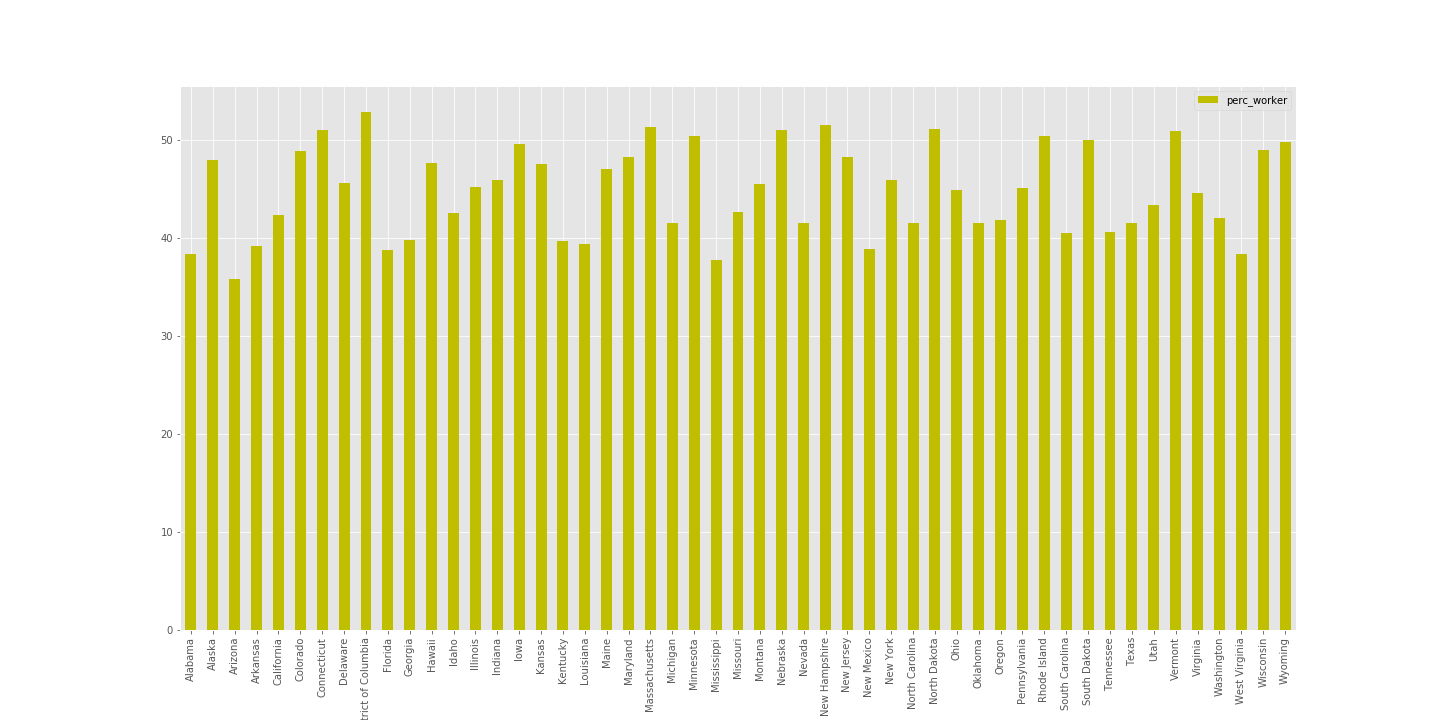 perc_worker
50
40
30
20
10
0
Alabama
Alaska
Arizona
Arkansas
California
Colorado
Connecticut
Delaware
trict of Columbia
Florida
Georgia
Hawaii
Idaho
Illinois
Indiana
Iowa
Kansas
Kentucky
Louisiana
Maine
Maryland
Massachusetts
Michigan
Minnesota
Mississippi
Missouri
Montana
Nebraska
Nevada
New Hampshire
New Jersey
New Mexico
New York
North Carolina
North Dakota
Ohio
Oklahoma
Oregon
Pennsylvania
Rhode Island
South Carolina
South Dakota
Tennessee
Texas
Utah
Vermont
Virginia
Washington
West Virginia
Wisconsin
Wyoming